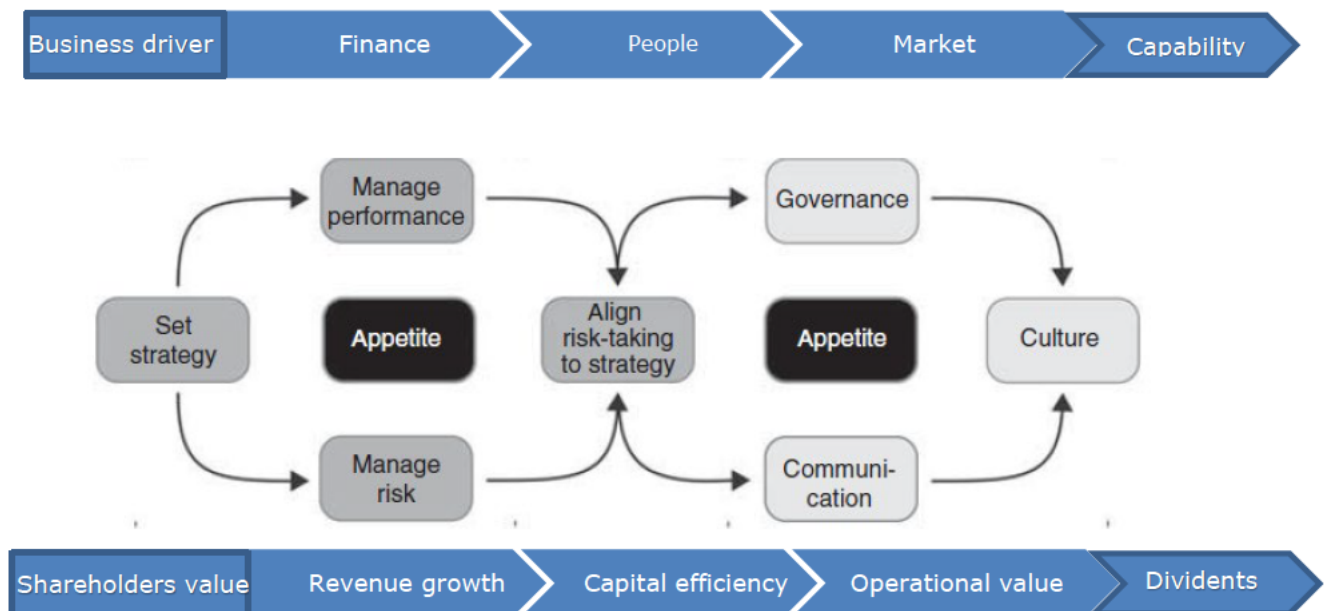 Business driver
Finance
People
Market
Capability
Manage
performance
Governance
Set
strategy
Appetite
Align
risk-taking
to strategy
Appetite
Culture
Manage
risk
Communi-
cation
Shareholders value
Revenue growth
Capital efficiency
Operational value
Dividents